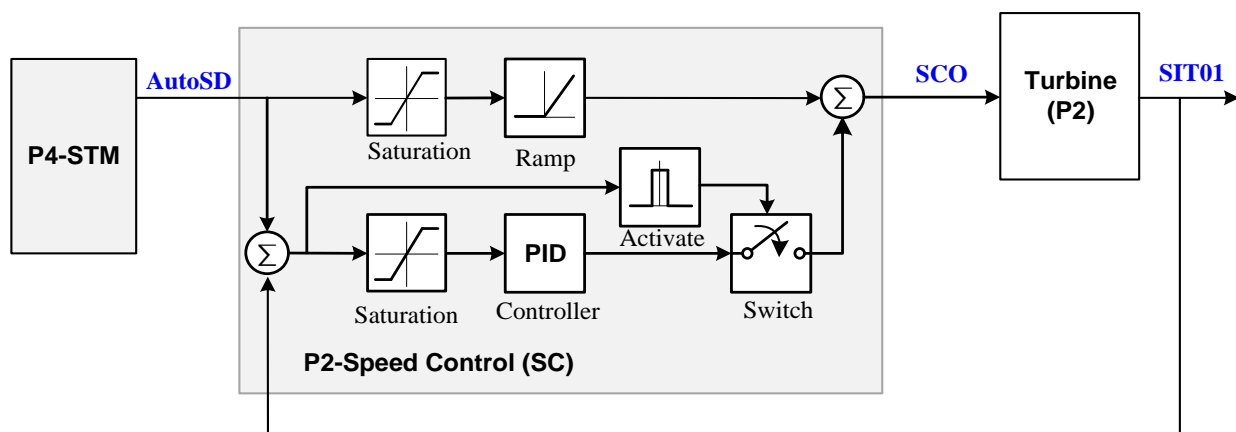 AutoSD
SCO
SIT01
P4-STM
Turbine
(P2)
Σ
Saturation
Ramp
Σ
PID
Activate
Saturation
Controller
Switch
P2-Speed Control (SC)